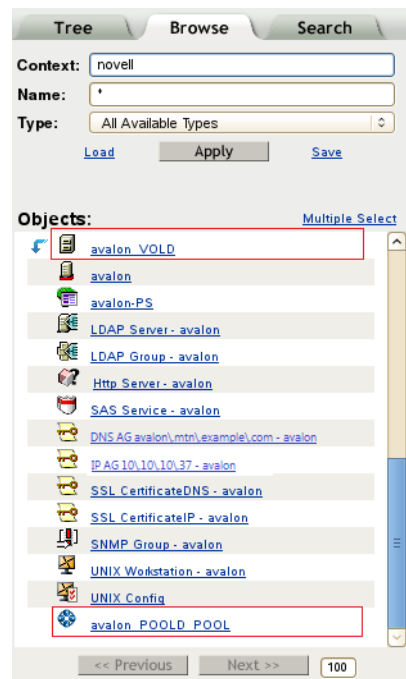 Tree Browse Search
Context: novell
Name: *
Type: All Available Types
Load Apply Save
Objects: Multiple Select
avalon_VOLD
avalon
avalon-PS
LDAP Server - avalon
LDAP Group - avalon
Http Server - avalon
SAS Service - avalon
DNS AG avalon\.mtn\.example\.com - avalon
IP AG 10\.10\.10\.37 - avalon
SSL CertificateDNS - avalon
SSL CertificateIP - avalon
SNMP Group - avalon
UNIX Workstation - avalon
UNIX Config
avalon_POOLD_POOL
<< Previous Next >> 100